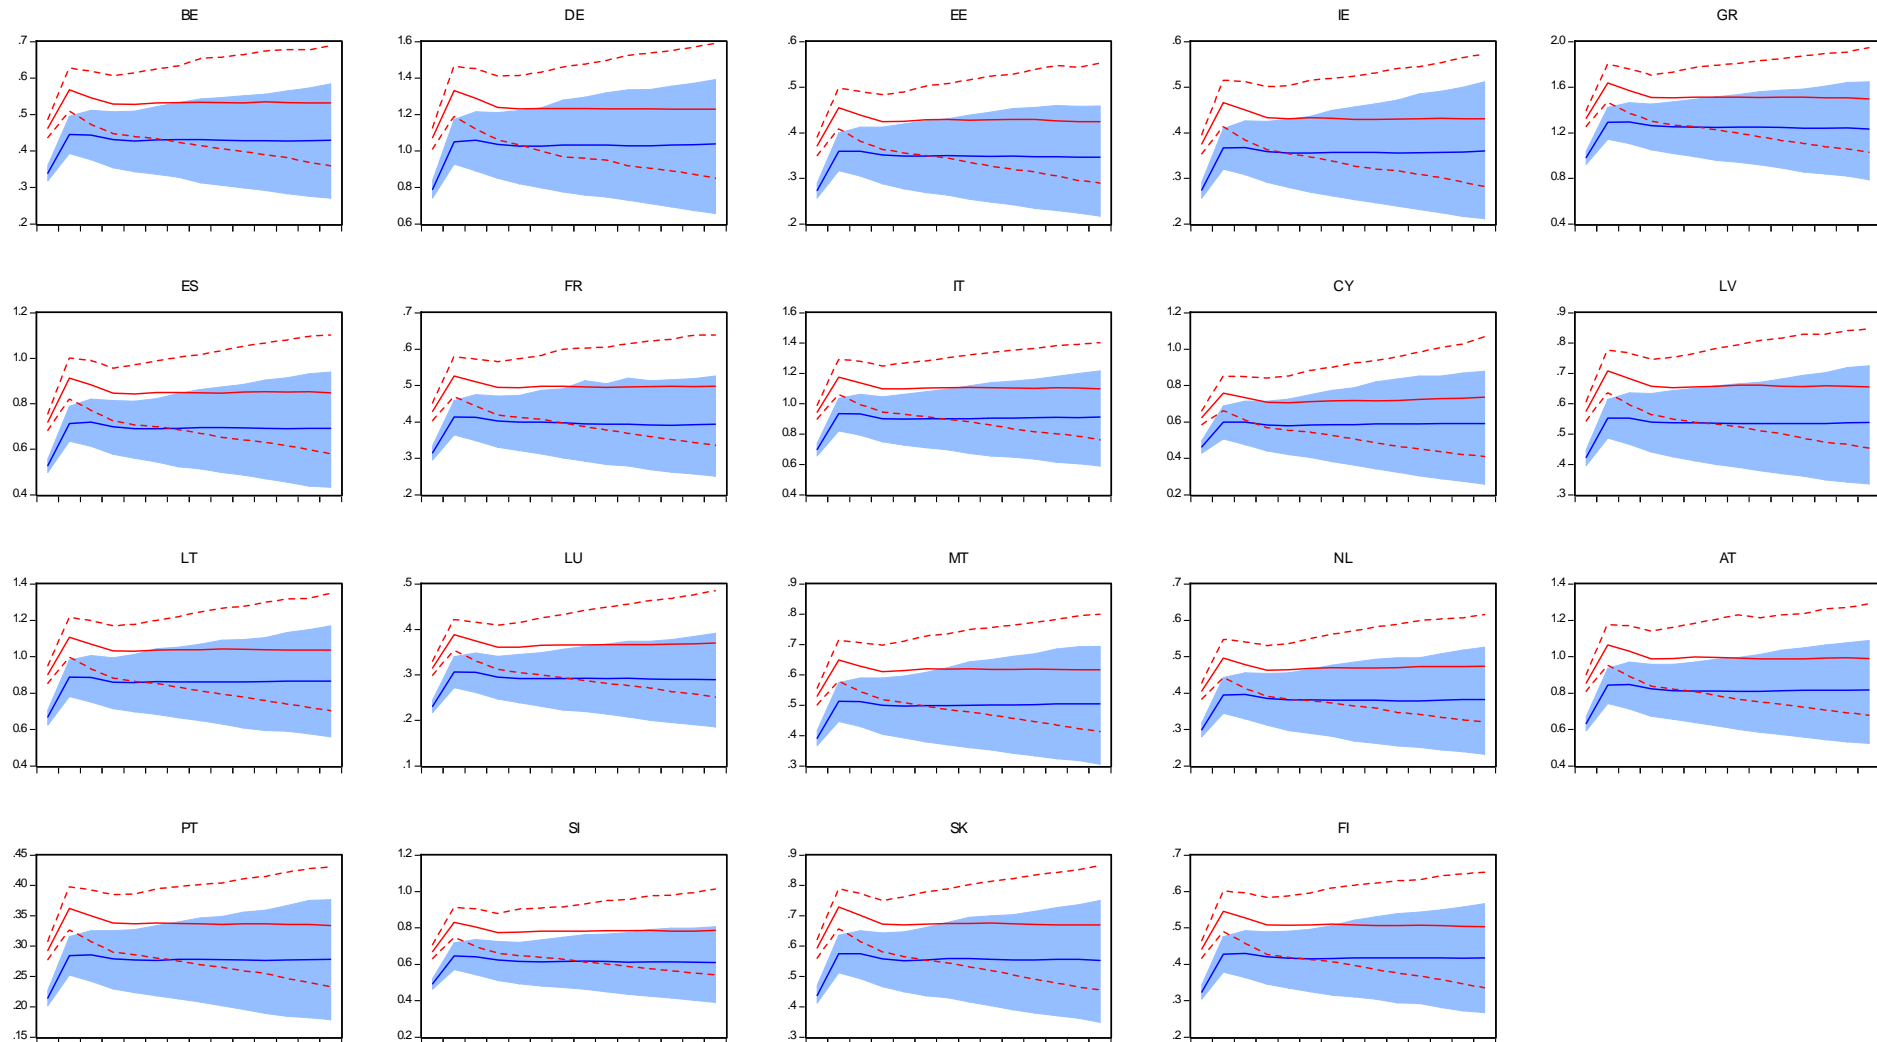 BE DE EE IE GR
.7 1.6 .6 .6 2.0
.6 1.4 .5 .5 1.6
.5 1.2 .4 .4 1.2
.4 1.0 .3 .3 0.8
.3 0.8 .2 .2 0.4
.2 0.6
ES FR IT CY LV
1.2 .7 1.6 1.2 .9
1.0 .6 1.4 1.0 .8
0.8 .5 1.2 0.8 .7
0.6 .4 1.0 0.6 .6
0.4 .3 0.8 0.4 .5
.2 0.6 0.2 .4
0.4 .3
LT LU MT NL AT
1.4 .5 .9 .7 1.4
1.2 .4 .8 .6 1.2
1.0 .3 .7 .5 1.0
0.8 .2 .6 .4 0.8
0.6 .1 .5 .3 0.6
0.4 .4 .2 0.4
.3
PT SI SK FI
.45 1.2 .9 .7
.40 1.0 .8 .6
.35 0.8 .7 .5
.30 0.6 .6 .4
.25 0.4 .5 .3
.20 0.2 .4 .2
.15 .3